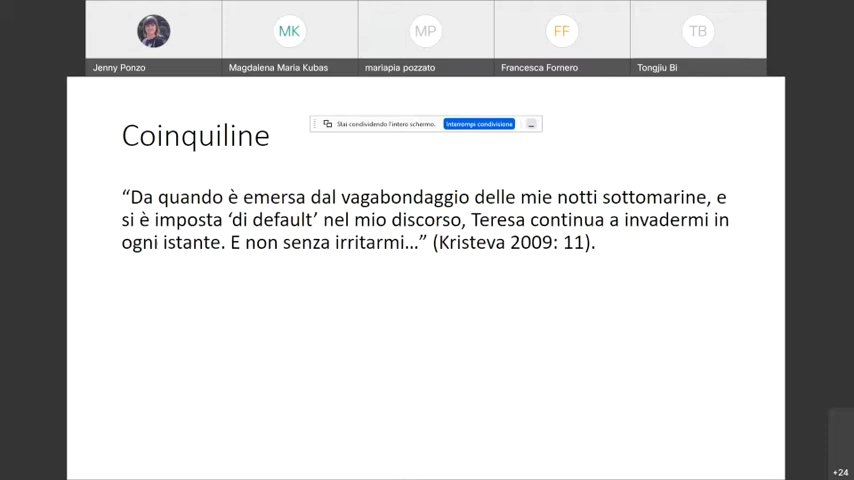 MK
MP
FF
TB
Jenny Ponzo
Magdalena Maria Kubas
mariapia pozzato
Francesca Fornero
Tongjiu Bi
Stai condividendo l'intero schermo.
Interrompi condivisione
Coinquiline
“Da quando è emersa dal vagabondaggio delle mie notti sottomarine, e
si è imposta ‘di default’ nel mio discorso, Teresa continua a invadermi in
ogni istante. E non senza irritarmi…” (Kristeva 2009: 11).
+24